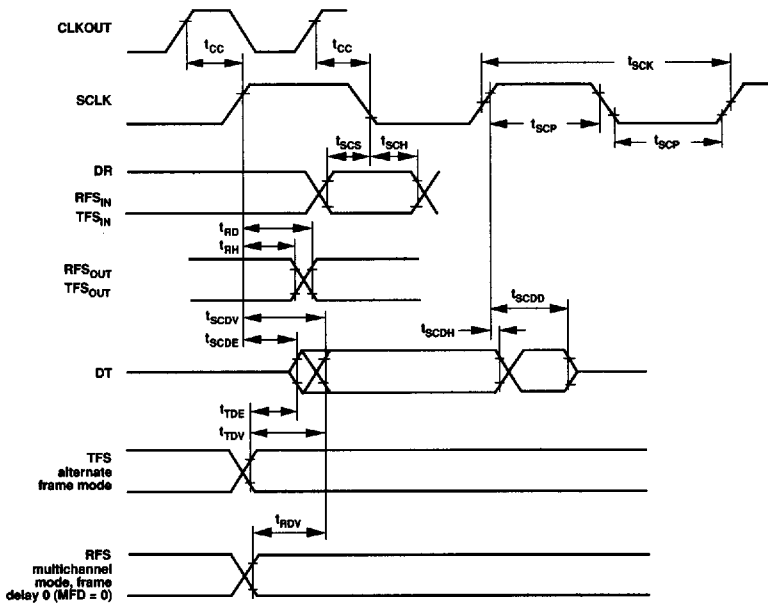 CLKOUT
tCC
tCC
tSCK
SCLK
tSCP
tSCP
tSCS
tSCH
DR
RFSIN
TFSIN
tRD
tRH
RFSOUT
TFSOUT
tSCDD
tSCDV
tSCDH
tSCDE
DT
tTDE
tTDV
TFS
alternate
frame mode
tRDV
RFS
multichannel
mode, frame
delay 0 (MFD = 0)